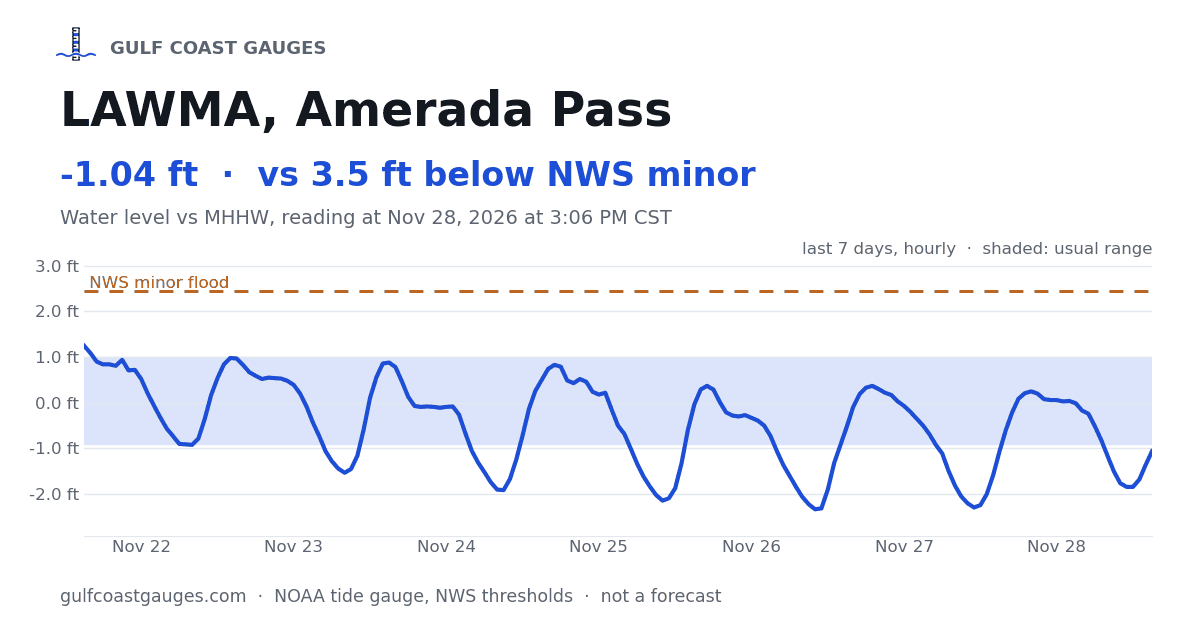 GULF COAST GAUGES
LAWMA, Amerada Pass
-1.04 ft · vs 3.5 ft below NWS minor
Water level vs MHHW, reading at Nov 28, 2026 at 3:06 PM CST
last 7 days, hourly · shaded: usual range
3.0 ft
NWS minor flood
2.0 ft
1.0 ft
0.0 ft
-1.0 ft
-2.0 ft
Nov 22 Nov 23 Nov 24 Nov 25 Nov 26 Nov 27 Nov 28
gulfcoastgauges.com · NOAA tide gauge, NWS thresholds · not a forecast